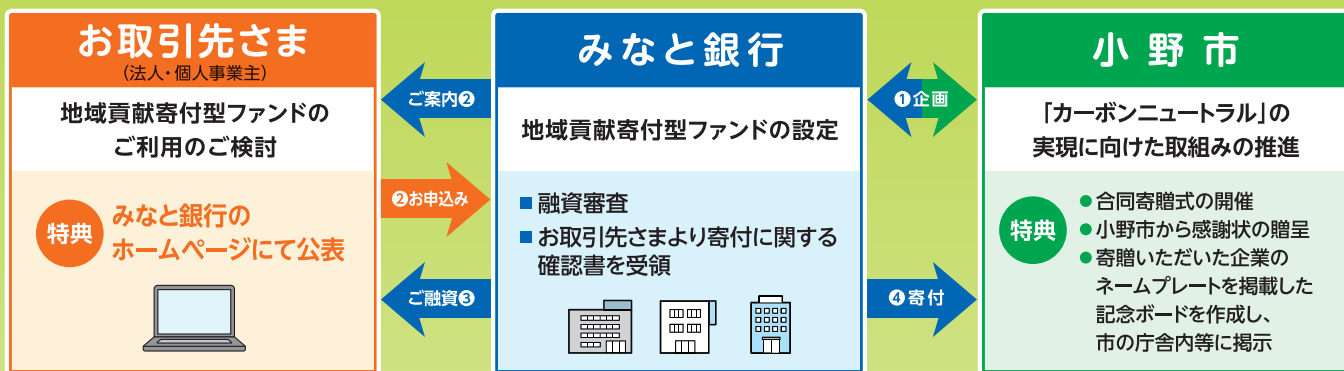 お取引先さま
(法人・個人事業主)
地域貢献寄付型ファンドの
ご利用のご検討
特典
みなと銀行の
ホームページにて公表
ご案内❷
❷お申込み
ご融資❸
みなと銀行
地域貢献寄付型ファンドの設定
■融資審査
■お取引先さまより寄付に関する
確認書を受領
❶企画
❹寄付
小野市
「カーボンニュートラル」の
実現に向けた取組みの推進
特典
●合同寄贈式の開催
●小野市から感謝状の贈呈
●寄贈いただいた企業の
ネームプレートを掲載した
記念ボードを作成し、
市の庁舎内等に掲示